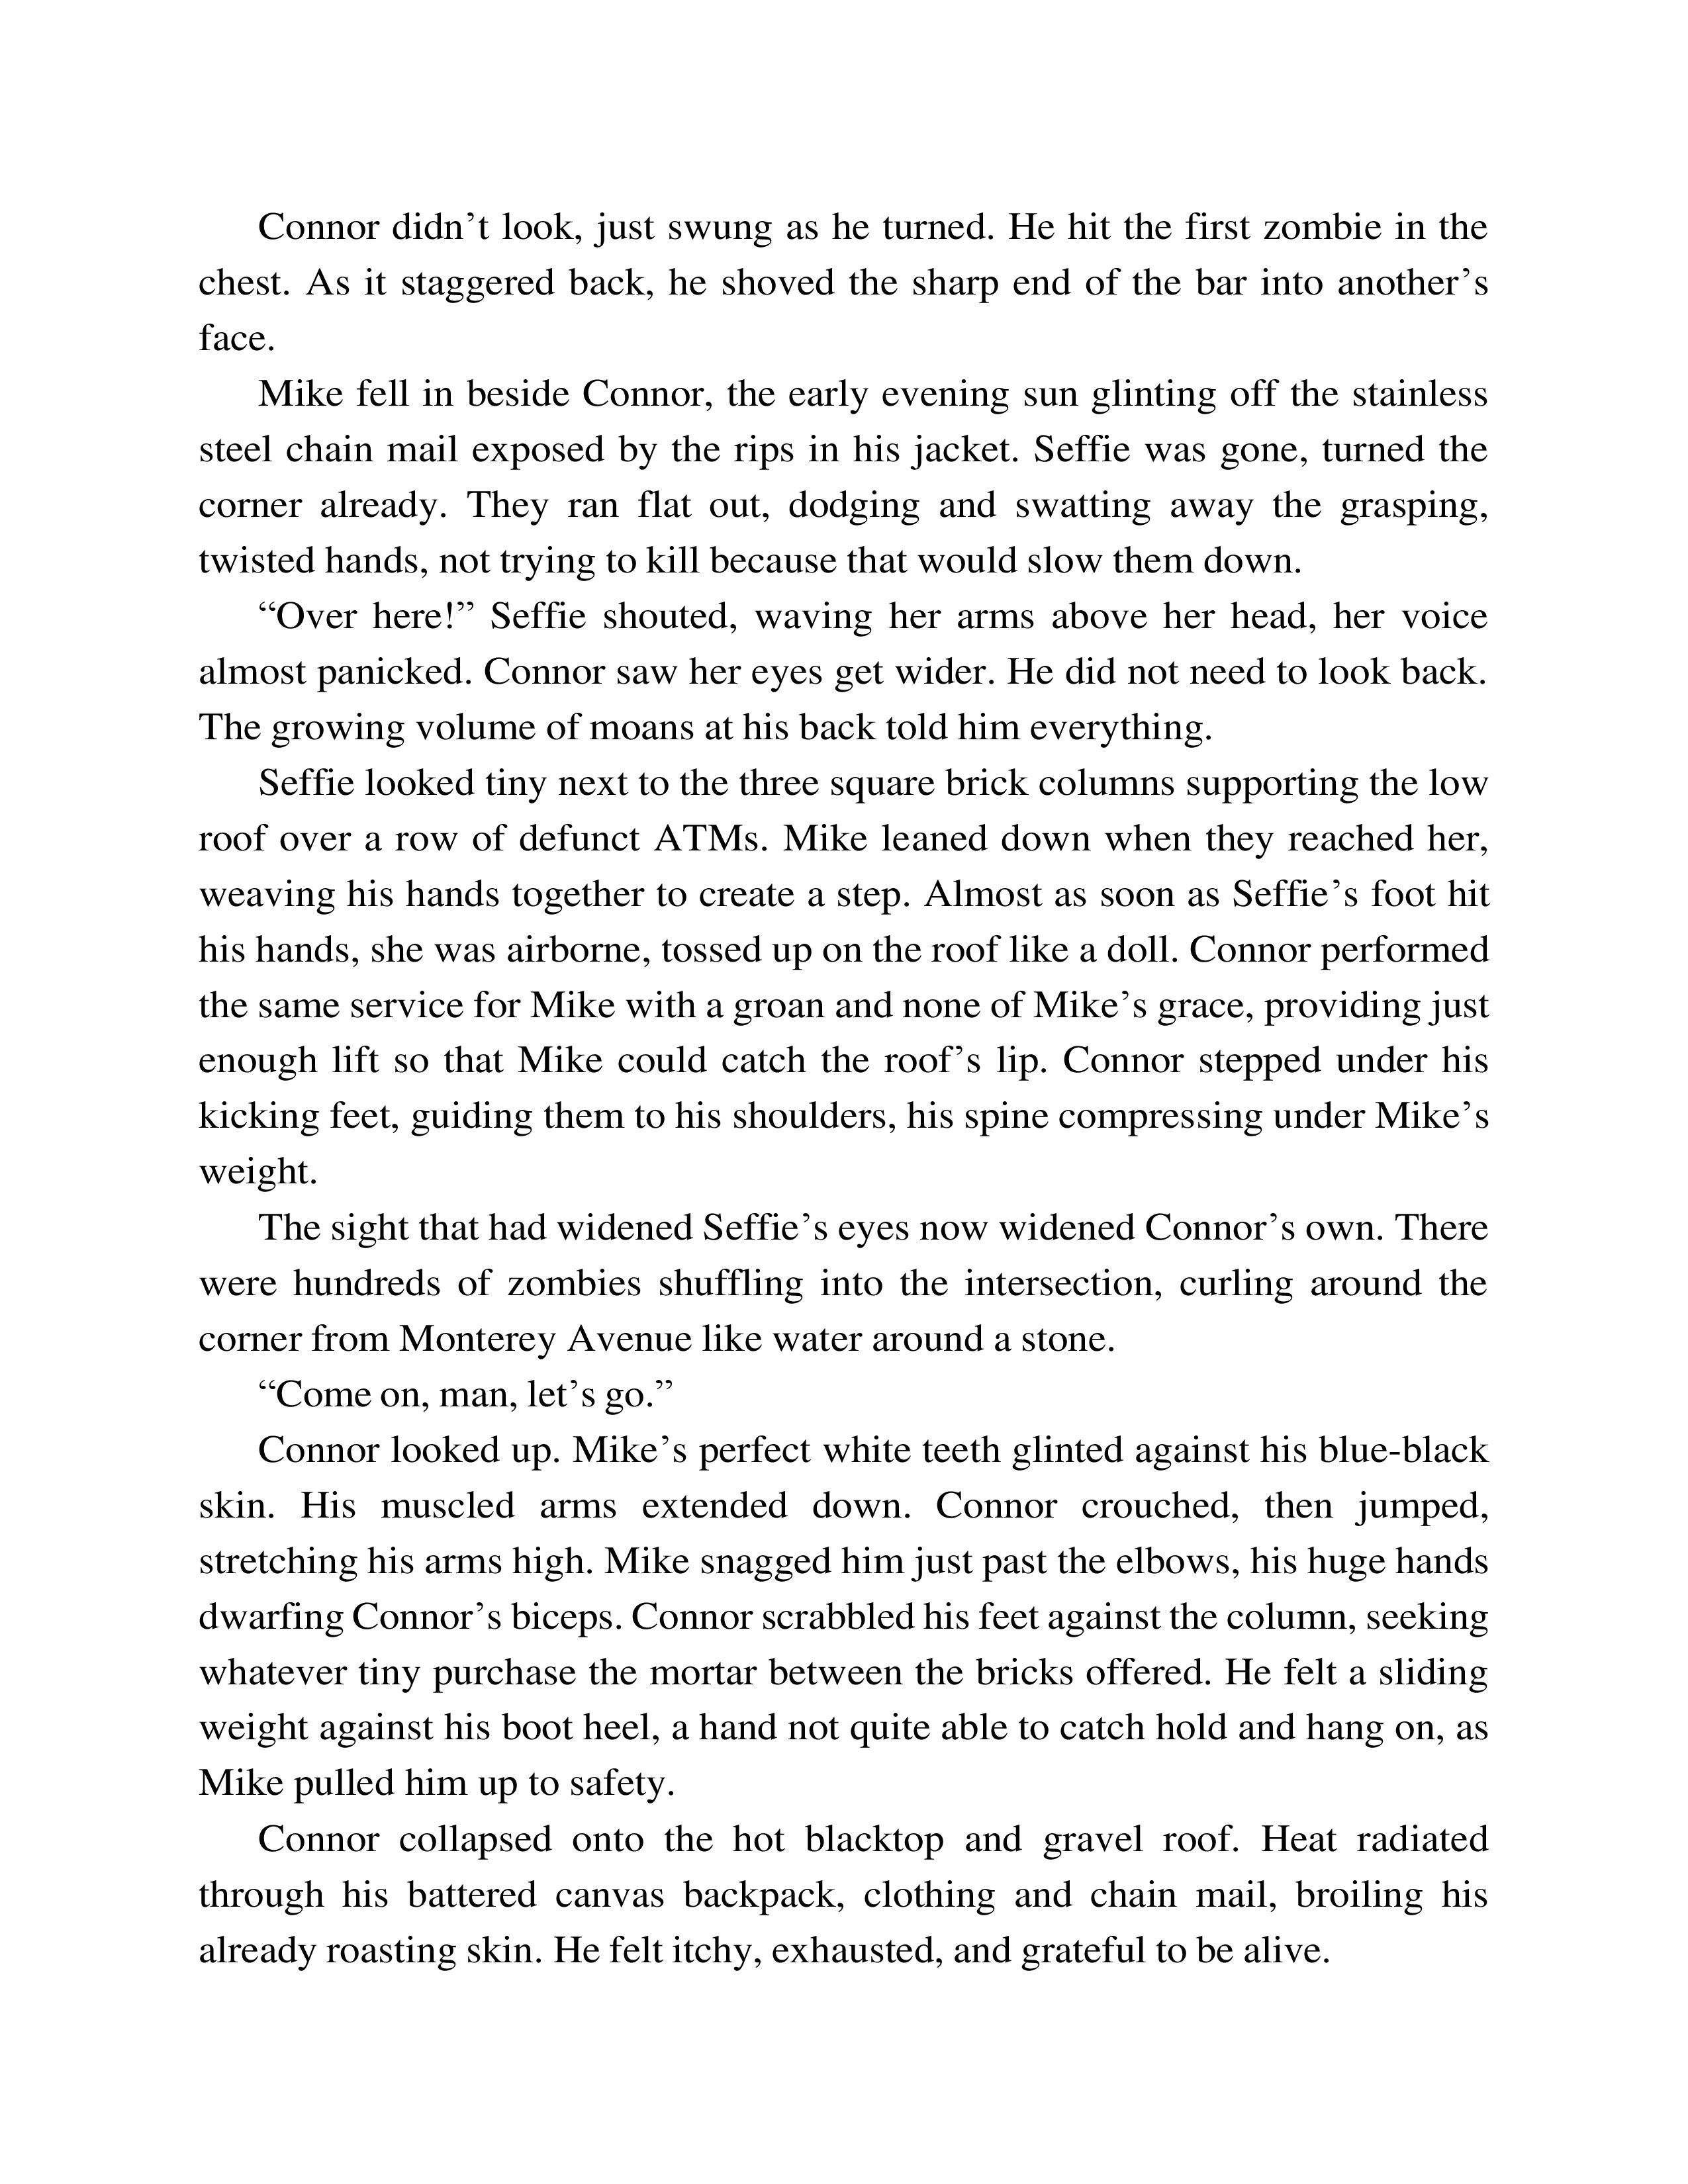 Connor didn’t look, just swung as he turned. He hit the first zombie in the
chest. As it staggered back, he shoved the sharp end of the bar into another’s
face.
Mike fell in beside Connor, the early evening sun glinting off the stainless
steel chain mail exposed by the rips in his jacket. Seffie was gone, turned the
corner already. They ran flat out, dodging and swatting away the grasping,
twisted hands, not trying to kill because that would slow them down.
“Over here!” Seffie shouted, waving her arms above her head, her voice
almost panicked. Connor saw her eyes get wider. He did not need to look back.
The growing volume of moans at his back told him everything.
Seffie looked tiny next to the three square brick columns supporting the low
roof over a row of defunct ATMs. Mike leaned down when they reached her,
weaving his hands together to create a step. Almost as soon as Seffie’s foot hit
his hands, she was airborne, tossed up on the roof like a doll. Connor performed
the same service for Mike with a groan and none of Mike’s grace, providing just
enough lift so that Mike could catch the roof’s lip. Connor stepped under his
kicking feet, guiding them to his shoulders, his spine compressing under Mike’s
weight.
The sight that had widened Seffie’s eyes now widened Connor’s own. There
were hundreds of zombies shuffling into the intersection, curling around the
corner from Monterey Avenue like water around a stone.
“Come on, man, let’s go.”
Connor looked up. Mike’s perfect white teeth glinted against his blue-black
skin. His muscled arms extended down. Connor crouched, then jumped,
stretching his arms high. Mike snagged him just past the elbows, his huge hands
dwarfing Connor’s biceps. Connor scrabbled his feet against the column, seeking
whatever tiny purchase the mortar between the bricks offered. He felt a sliding
weight against his boot heel, a hand not quite able to catch hold and hang on, as
Mike pulled him up to safety.
Connor collapsed onto the hot blacktop and gravel roof. Heat radiated
through his battered canvas backpack, clothing and chain mail, broiling his
already roasting skin. He felt itchy, exhausted, and grateful to be alive.